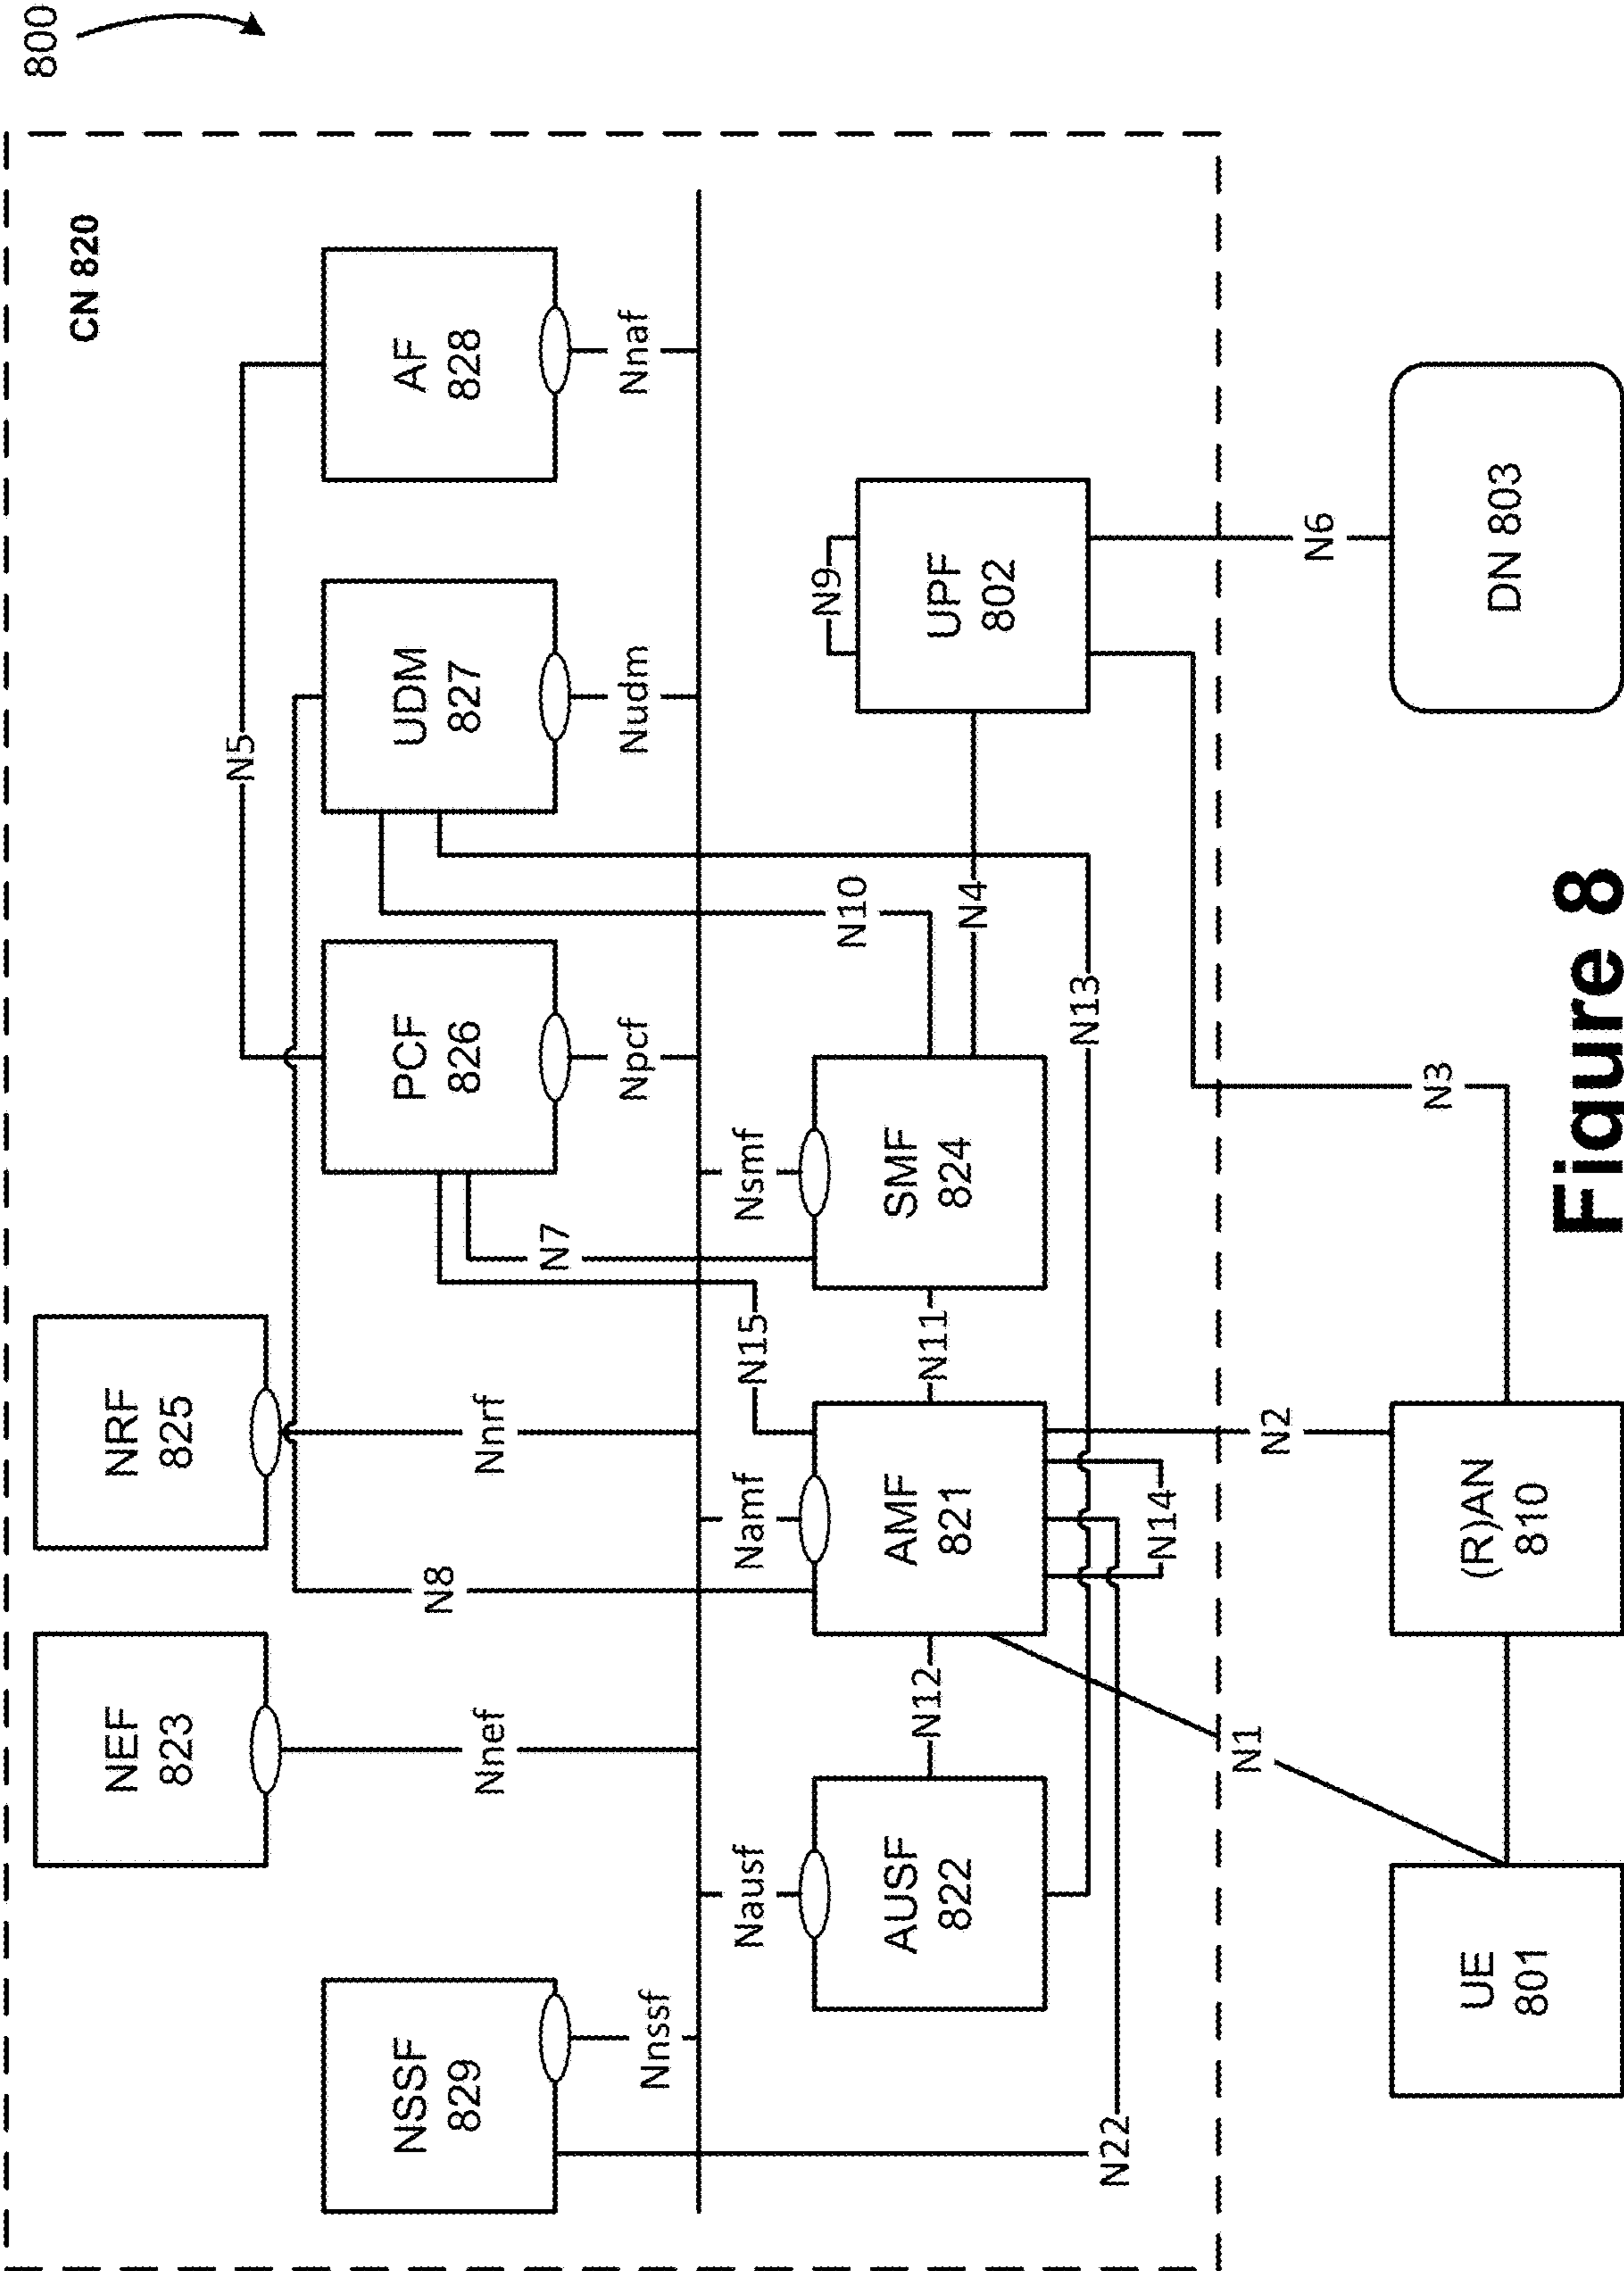 800
CN 820
NEF
823
NRF
825
N5
N8
NSSF
829
PCF
826
UDM
827
AF
828
Nnef
Nnrf
N7
Nnssf
Npcf
Nudm
Nnaf
Nausf
Namf
N15
Nsmf
N10
N9
AUSF
822
N12
AMF
821
N11
SMF
824
N4
UPF
802
N22
N14
N13
N1
N2
N3
N6
UE
801
(R)AN
810
DN 803
Figure 8